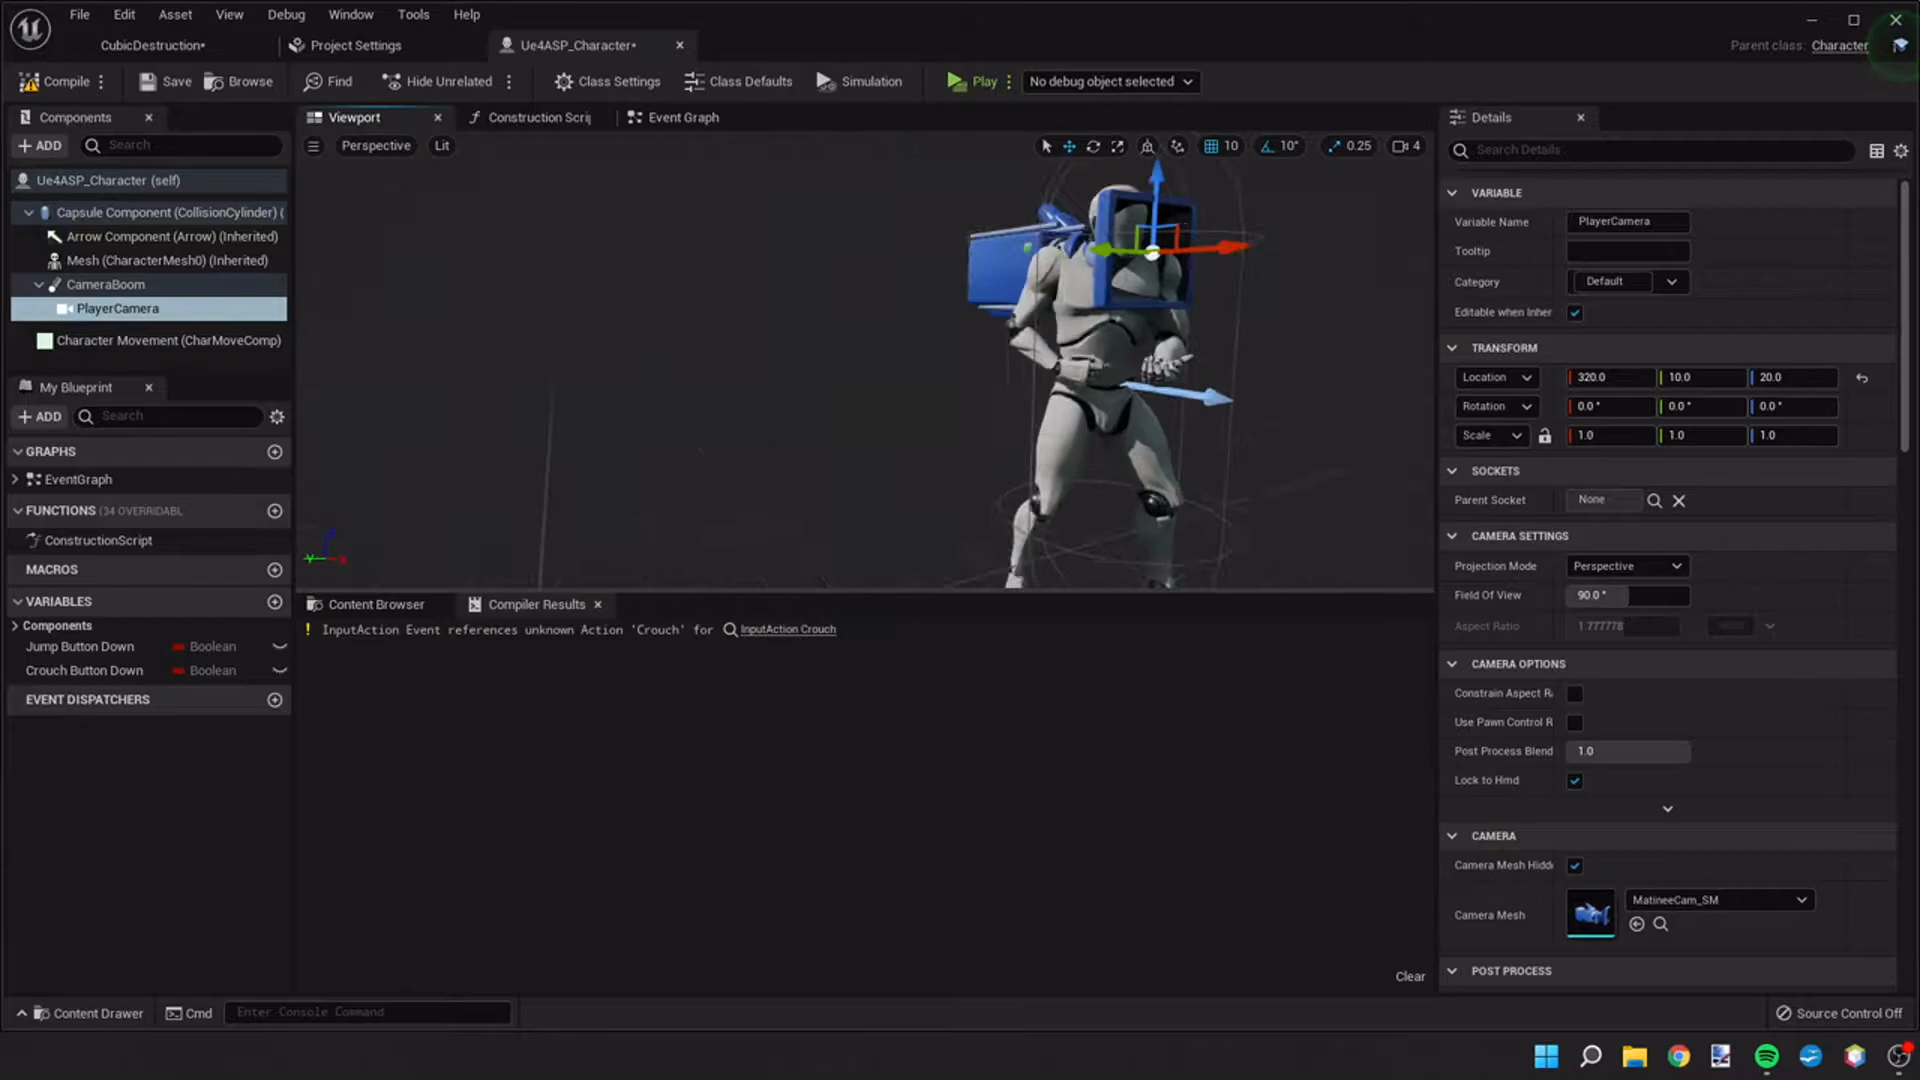 File Edit Asset View Debug Window Tools Help
CubicDestruction* Project Settings Ue4ASP_Character* Parent class: Character
Compile Save Browse Find Hide Unrelated Class Settings Class Defaults Simulation Play No debug object selected
Components Viewport Construction Scrip Event Graph Details
+ ADD Search Perspective Lit 10 10° 0.25 4 Search Details
Ue4ASP_Character (self)
Capsule Component (CollisionCylinder) (
Arrow Component (Arrow) (Inherited)
Mesh (CharacterMesh0) (Inherited)
CameraBoom
PlayerCamera
Character Movement (CharMoveComp)
My Blueprint
+ ADD Search
GRAPHS
EventGraph
FUNCTIONS (34 OVERRIDABL
ConstructionScript
MACROS
VARIABLES
Components
Jump Button Down Boolean
Crouch Button Down Boolean
EVENT DISPATCHERS
Y X
Content Browser Compiler Results
! InputAction Event references unknown Action 'Crouch' for InputAction Crouch
Clear
VARIABLE
Variable Name PlayerCamera
Tooltip
Category Default
Editable when Inher
TRANSFORM
Location 320.0 10.0 20.0
Rotation 0.0° 0.0° 0.0°
Scale 1.0 1.0 1.0
SOCKETS
Parent Socket None
CAMERA SETTINGS
Projection Mode Perspective
Field Of View 90.0°
Aspect Ratio 1.777778
CAMERA OPTIONS
Constrain Aspect Ra
Use Pawn Control R
Post Process Blend 1.0
Lock to Hmd
CAMERA
Camera Mesh Hidde
Camera Mesh MatineeCam_SM
POST PROCESS
Content Drawer Cmd Enter Console Command Source Control Off